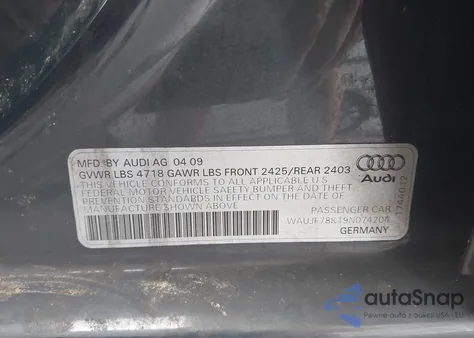 MFD. BY AUDI AG 04 09
GVWR LBS 4718 GAWR LBS FRONT 2425/REAR 2403
THIS VEHICLE CONFORMS TO ALL APPLICABLE U S
FEDERAL MOTOR VEHICLE SAFETY BUMPER AND THEFT
PREVENTION STANDARDS IN EFFECT ON THE DATE OF
MANUFACTURE SHOWN ABOVE
Audi
PASSENGER CAR
WAUJF78K19N074204
GERMANY
autoSnap